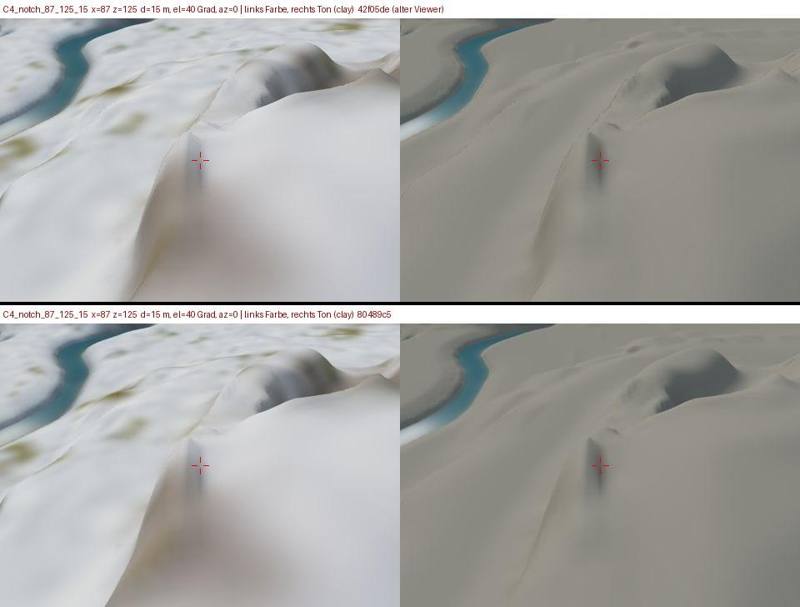 C4_notch_87_125_15 x=87 z=125 d=15 m, el=40 Grad, az=0 | links Farbe, rechts Ton (clay) 42f05de (alter Viewer)
C4_notch_87_125_15 x=87 z=125 d=15 m, el=40 Grad, az=0 | links Farbe, rechts Ton (clay) 80489c5